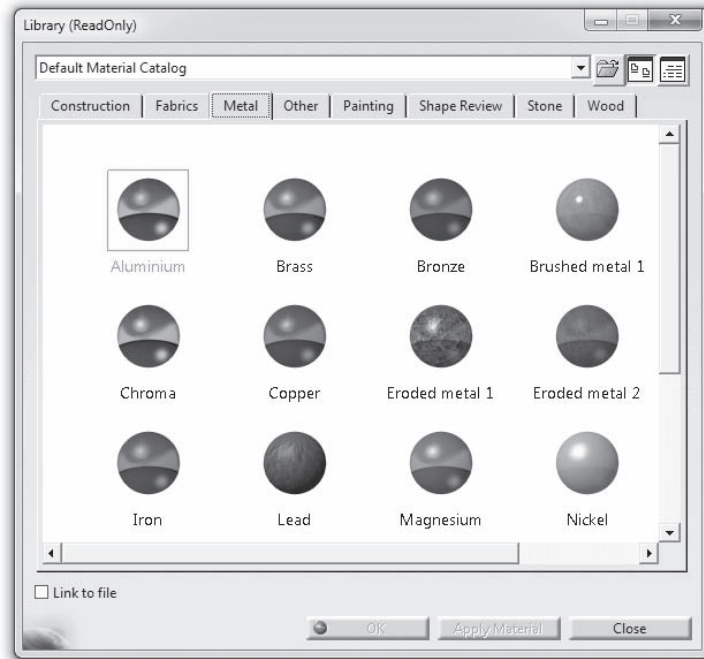 Library (ReadOnly)
Default Material Catalog
Construction Fabrics Metal Other Painting Shape Review Stone Wood
Aluminium Brass Bronze Brushed metal 1
Chroma Copper Eroded metal 1 Eroded metal 2
Iron Lead Magnesium Nickel
Link to file
OK Apply Material Close